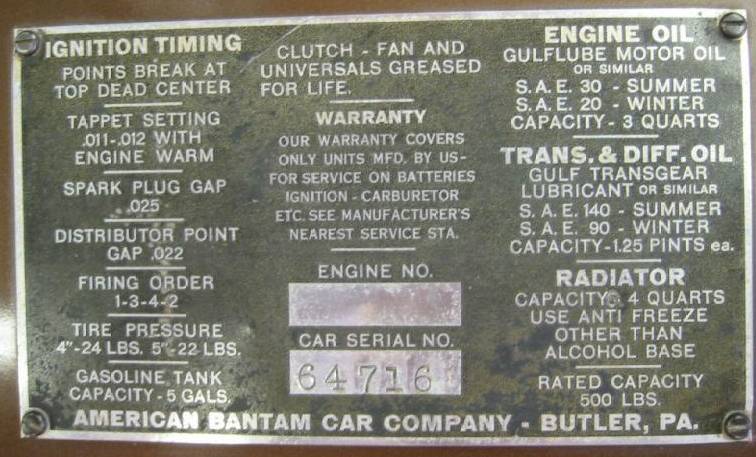 IGNITION TIMING
POINTS BREAK AT
TOP DEAD CENTER
TAPPET SETTING
.011-.012 WITH
ENGINE WARM
SPARK PLUG GAP
.025
DISTRIBUTOR POINT
GAP .022
FIRING ORDER
1-3-4-2
TIRE PRESSURE
4"-24 LBS. 5"-22 LBS.
GASOLINE TANK
CAPACITY - 5 GALS.
CLUTCH - FAN AND
UNIVERSALS GREASED
FOR LIFE.
WARRANTY
OUR WARRANTY COVERS
ONLY UNITS MFD. BY US-
FOR SERVICE ON BATTERIES
IGNITION - CARBURETOR
ETC. SEE MANUFACTURER'S
NEAREST SERVICE STA.
ENGINE NO.
CAR SERIAL NO.
64716
ENGINE OIL
GULFLUBE MOTOR OIL
OR SIMILAR
S.A.E. 30 - SUMMER
S.A.E. 20 - WINTER
CAPACITY - 3 QUARTS
TRANS. & DIFF. OIL
GULF TRANSGEAR
LUBRICANT OR SIMILAR
S.A.E. 140 - SUMMER
S.A.E. 90 - WINTER
CAPACITY-1.25 PINTS ea.
RADIATOR
CAPACITY 4 QUARTS
USE ANTI FREEZE
OTHER THAN
ALCOHOL BASE
RATED CAPACITY
500 LBS.
AMERICAN BANTAM CAR COMPANY - BUTLER, PA.